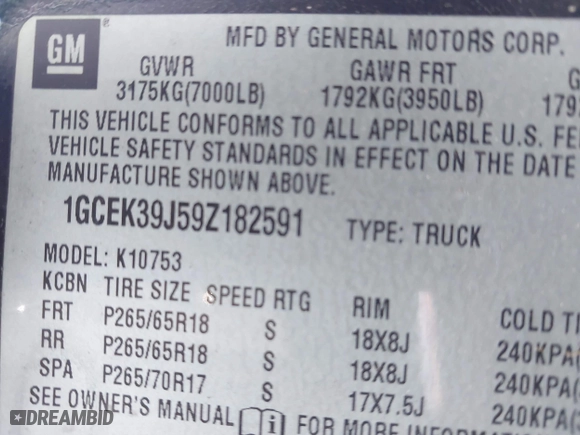 GM ®
MFD BY GENERAL MOTORS CORP.
GVWR GAWR FRT
3175KG(7000LB) 1792KG(3950LB)
THIS VEHICLE CONFORMS TO ALL APPLICABLE U.S.
VEHICLE SAFETY STANDARDS IN EFFECT ON THE DATE
MANUFACTURE SHOWN ABOVE.
1GCEK39J59Z182591 TYPE: TRUCK
MODEL: K10753
KCBN TIRE SIZE SPEED RTG RIM COLD
FRT P265/65R18 S 18X8J 240KPA(
RR P265/65R18 S 18X8J 240KPA(
SPA P265/70R17 S 17X7.5J 240KPA(
SEE OWNER'S MANUAL i FOR MORE INFORMATION
DREAMBID